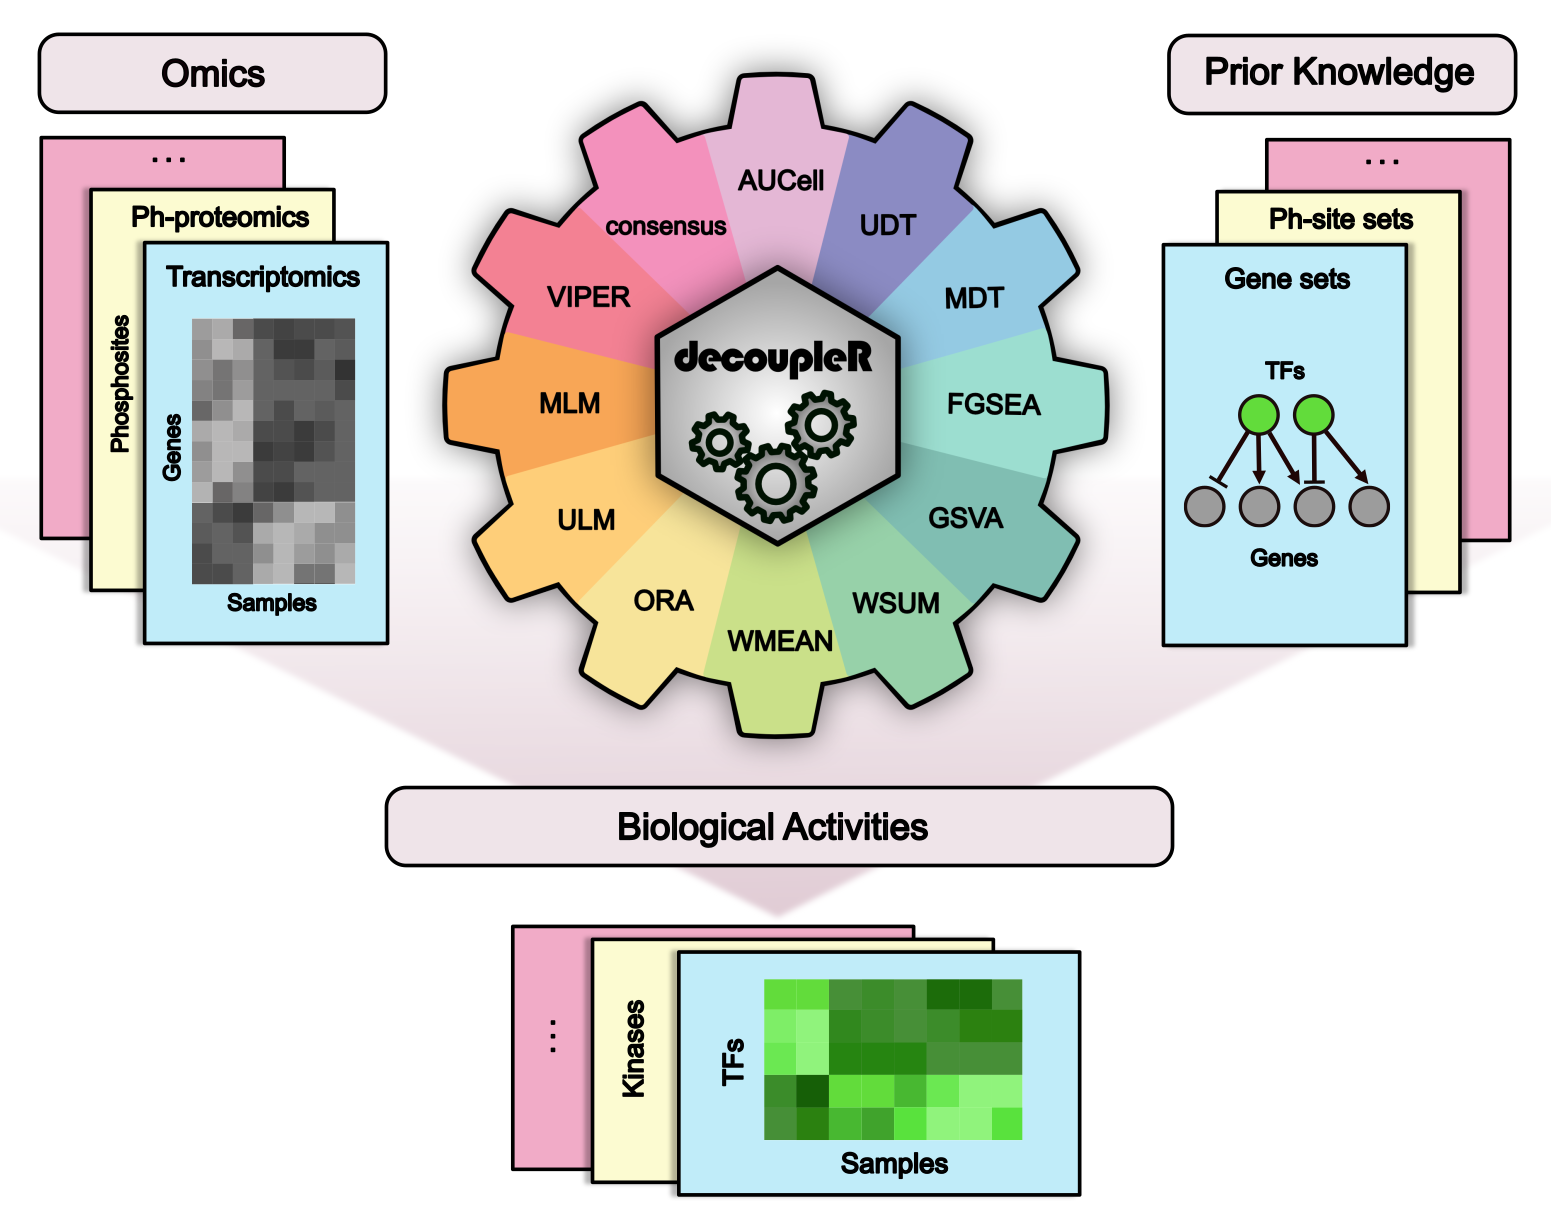 Omics
...
Ph-proteomics
Phosphosites
Transcriptomics
Genes
Samples
AUCell
UDT
MDT
FGSEA
GSVA
WSUM
WMEAN
ORA
ULM
MLM
VIPER
consensus
decoupleR
Prior Knowledge
...
Ph-site sets
Gene sets
TFs
Genes
Biological Activities
...
Kinases
TFs
Samples